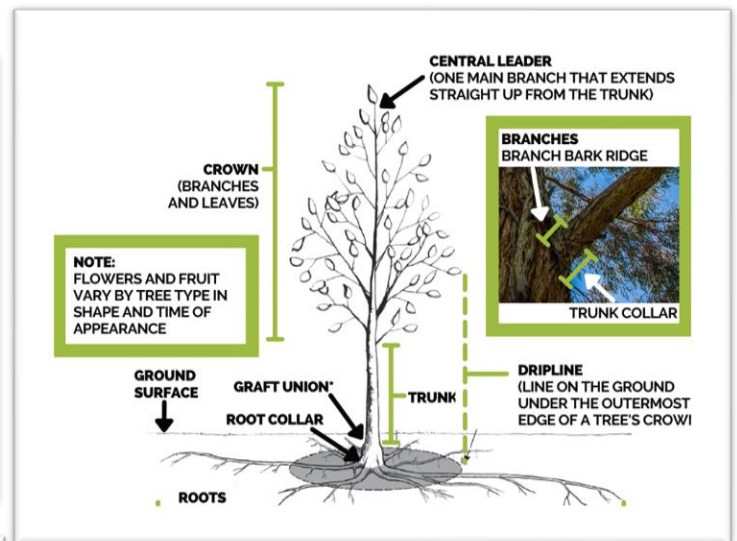 CENTRAL LEADER
(ONE MAIN BRANCH THAT EXTENDS
STRAIGHT UP FROM THE TRUNK)
CROWN
(BRANCHES
AND LEAVES)
BRANCHES
BRANCH BARK RIDGE
TRUNK COLLAR
NOTE:
FLOWERS AND FRUIT
VARY BY TREE TYPE IN
SHAPE AND TIME OF
APPEARANCE
GROUND
SURFACE
GRAFT UNION*
ROOT COLLAR
TRUNK
DRIPLINE
(LINE ON THE GROUND
UNDER THE OUTERMOST
EDGE OF A TREE'S CROWI
ROOTS